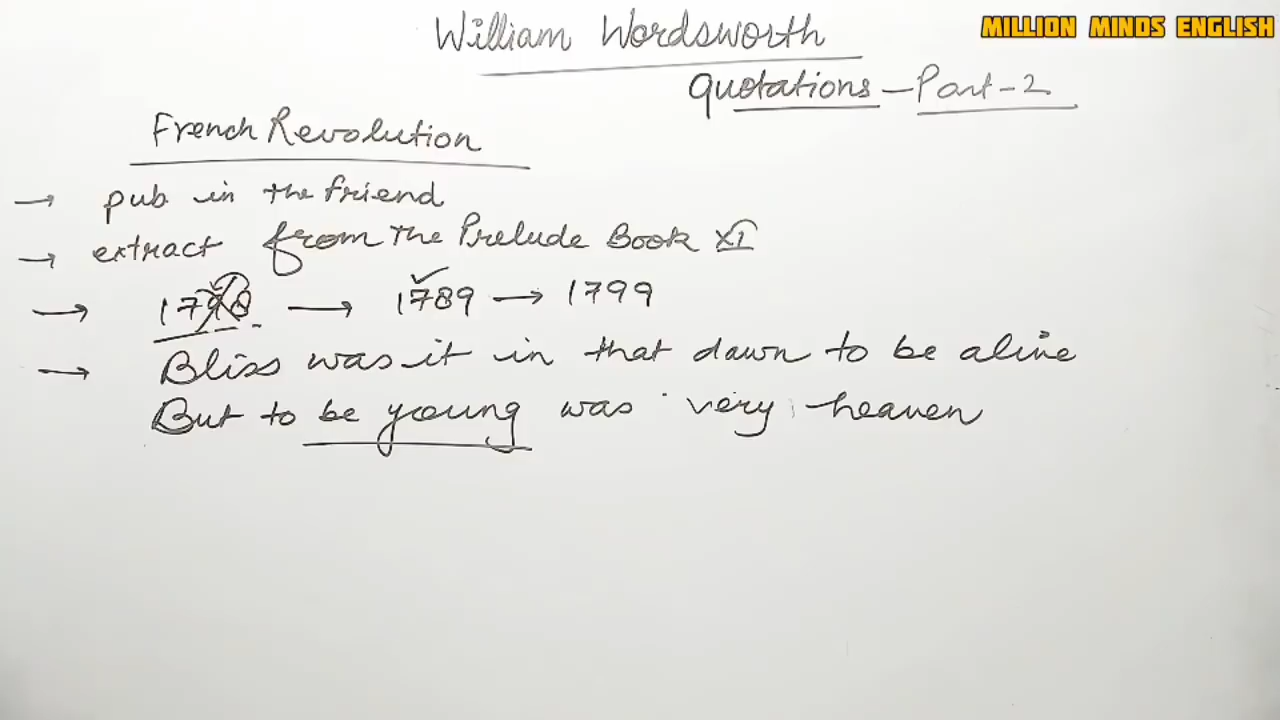 MILLION MINDS ENGLISH
William Wordsworth
Quotations - Part - 2
French Revolution
→ pub in the friend
→ extract from The Prelude Book XI
→ → 1789 → 1799
→ Bliss was it in that dawn to be alive
But to be young was very heaven